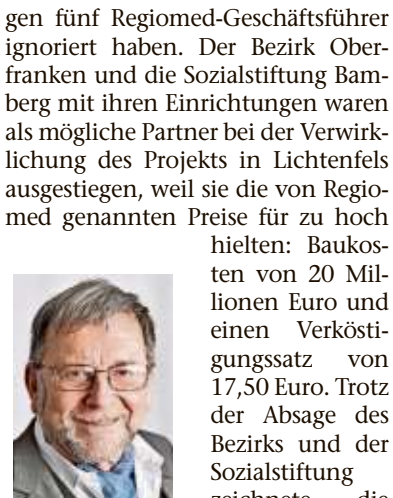 gen fünf Regiomed-Geschäftsführer
ignoriert haben. Der Bezirk Ober-
franken und die Sozialstiftung Bam-
berg mit ihren Einrichtungen waren
als mögliche Partner bei der Verwirk-
lichung des Projekts in Lichtenfels
ausgestiegen, weil sie die von Regio-
med genannten Preise für zu hoch
hielten: Baukos-
ten von 20 Mil-
lionen Euro und
einen Verkösti-
gungssatz von
17,50 Euro. Trotz
der Absage des
Bezirks und der
Sozialstiftung
zeichnete die